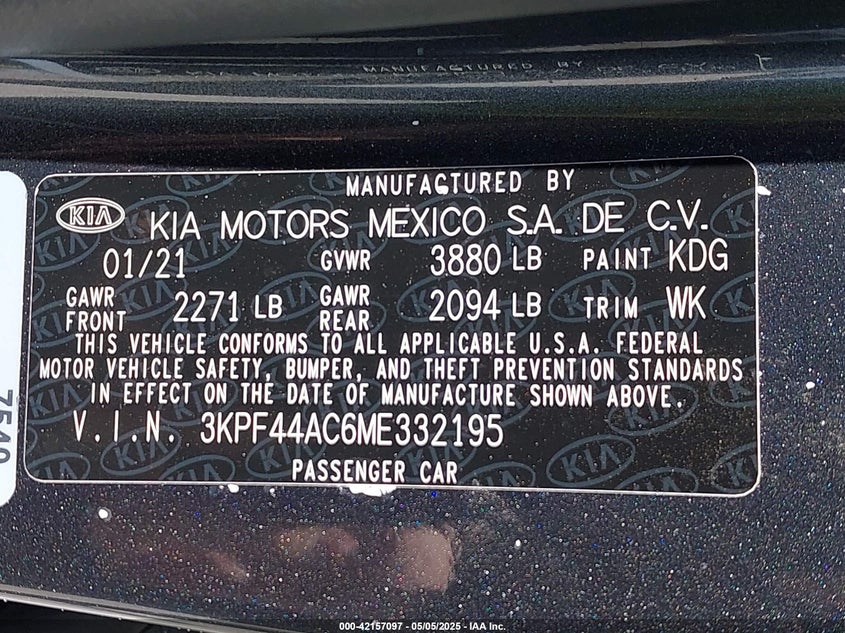 MANUFACTURED BY
KIA KIA MOTORS MEXICO S.A. DE C.V.
01/21 GVWR 3880 LB PAINT KDG
GAWR FRONT 2271 LB GAWR REAR 2094 LB TRIM WK
THIS VEHICLE CONFORMS TO ALL APPLICABLE U.S.A. FEDERAL
MOTOR VEHICLE SAFETY, BUMPER, AND THEFT PREVENTION STANDARDS
IN EFFECT ON THE DATE OF MANUFACTURE SHOWN ABOVE.
V.I.N. 3KPF44AC6ME332195
PASSENGER CAR
000-42157097 - 05/05/2025 - IAA Inc.